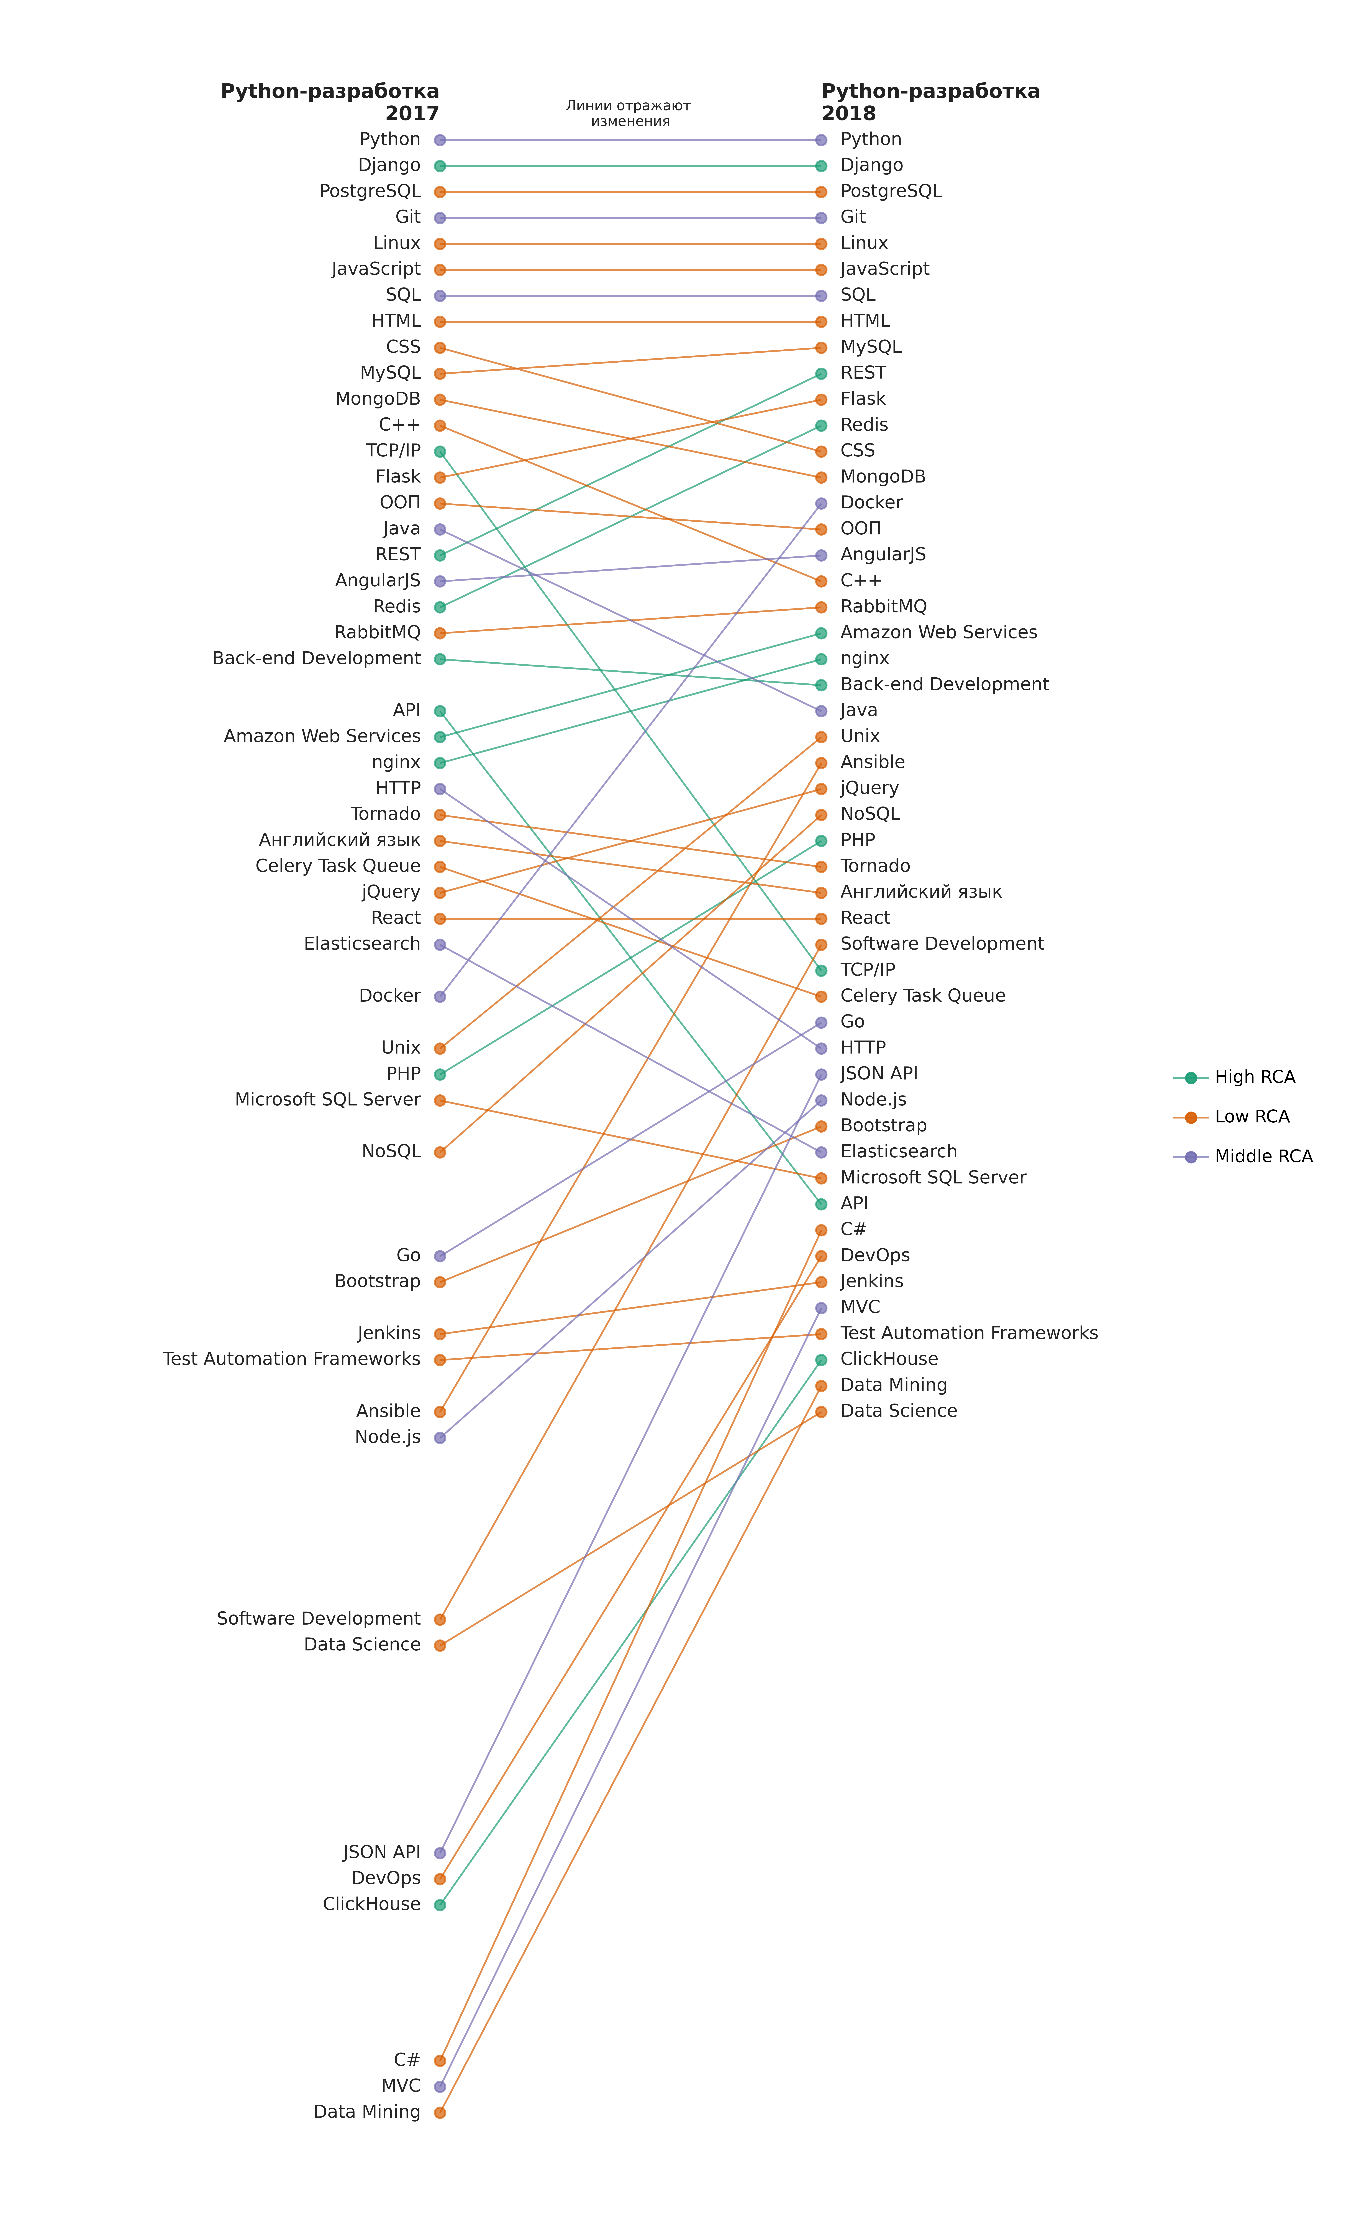 Python-разработка
2017
Линии отражают
изменения
Python-разработка
2018
Python
Django
PostgreSQL
Git
Linux
JavaScript
SQL
HTML
CSS
MySQL
MongoDB
C++
TCP/IP
Flask
ООП
Java
REST
AngularJS
Redis
RabbitMQ
Back-end Development
API
Amazon Web Services
nginx
HTTP
Tornado
Английский язык
Celery Task Queue
jQuery
React
Elasticsearch
Docker
Unix
PHP
Microsoft SQL Server
NoSQL
Go
Bootstrap
Jenkins
Test Automation Frameworks
Ansible
Node.js
Software Development
Data Science
JSON API
DevOps
ClickHouse
C#
MVC
Data Mining
Python
Django
PostgreSQL
Git
Linux
JavaScript
SQL
HTML
MySQL
REST
Flask
Redis
CSS
MongoDB
Docker
ООП
AngularJS
C++
RabbitMQ
Amazon Web Services
nginx
Back-end Development
Java
Unix
Ansible
jQuery
NoSQL
PHP
Tornado
Английский язык
React
Software Development
TCP/IP
Celery Task Queue
Go
HTTP
JSON API
Node.js
Bootstrap
Elasticsearch
Microsoft SQL Server
API
C#
DevOps
Jenkins
MVC
Test Automation Frameworks
ClickHouse
Data Mining
Data Science
High RCA
Low RCA
Middle RCA